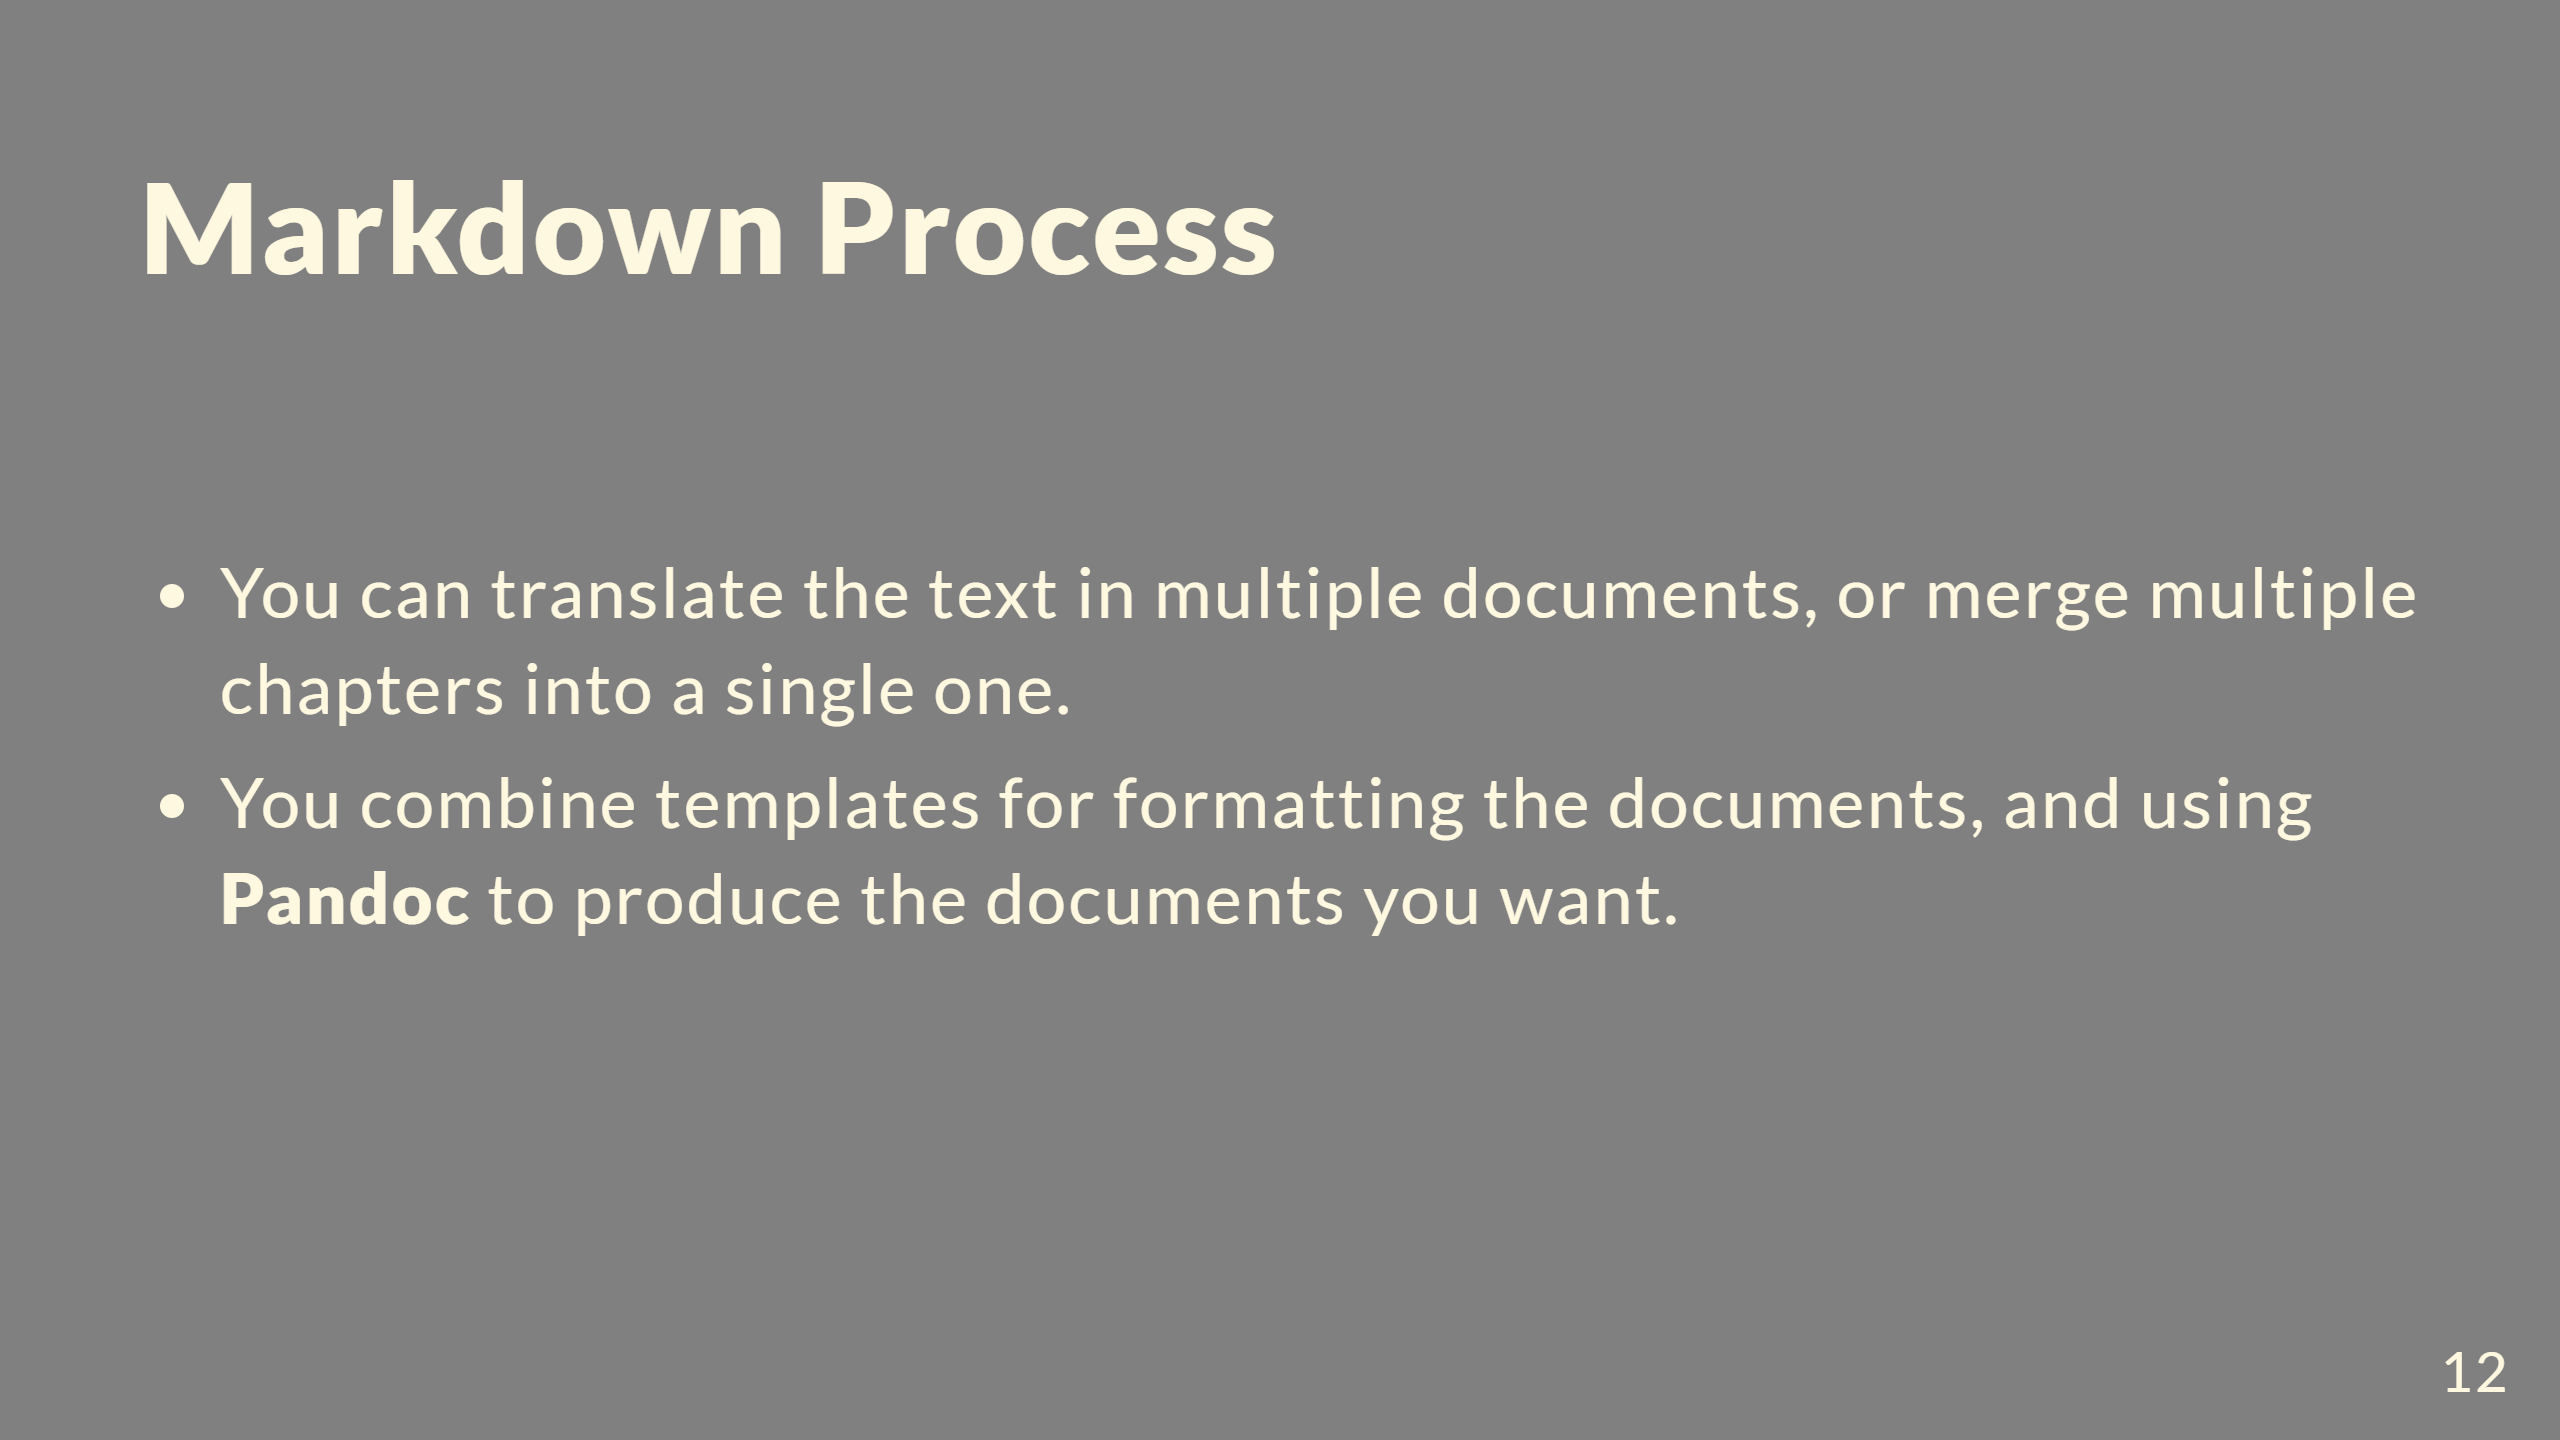 Markdown Process
• You can translate the text in multiple documents, or merge multiple
chapters into a single one.
• You combine templates for formatting the documents, and using
Pandoc to produce the documents you want.
12